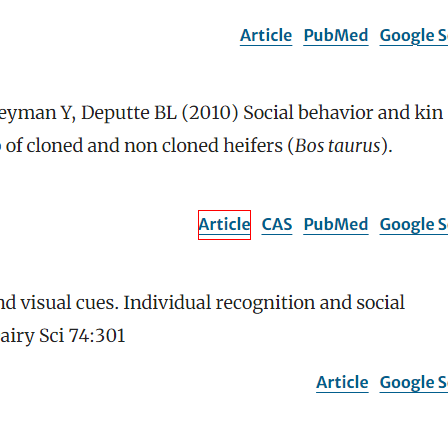 Article PubMed Google
eyman Y, Deputte BL (2010) Social behavior and kin
of cloned and non cloned heifers (Bos taurus).
Article CAS PubMed Google
nd visual cues. Individual recognition and social
airy Sci 74:301
Article Google